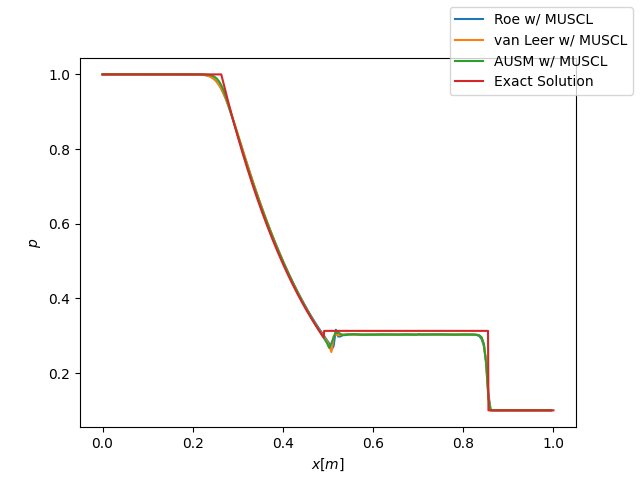 Roe w/ MUSCL
van Leer w/ MUSCL
AUSM w/ MUSCL
Exact Solution
1.0
0.8
0.6
0.4
0.2
p
0.0 0.2 0.4 0.6 0.8 1.0
x[m]